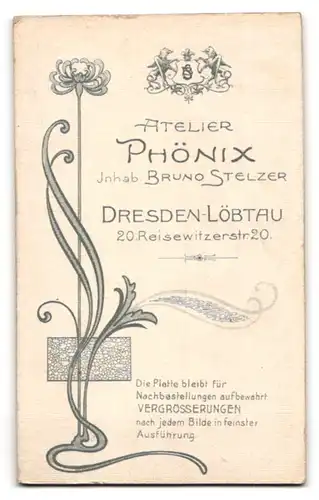 ATELIER
PHÖNIX
Jnhab. BRUNO STELZER
DRESDEN-LÖBTAU
20.Reisewitzerstr.20.
Die Platte bleibt für
Nachbestellungen aufbewahrt
VERGRÖSSERUNGEN
nach jedem Bilde in feinster
Ausführung.